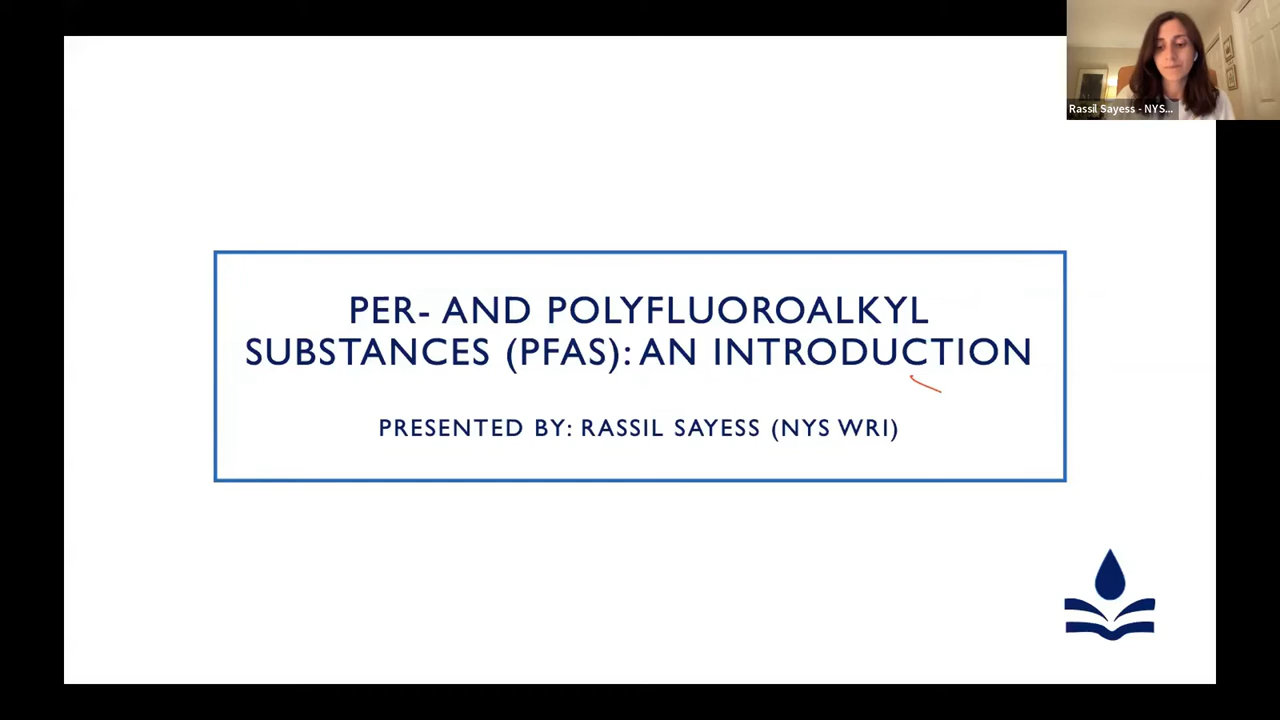 Rassil Sayess - NYS...
PER- AND POLYFLUOROALKYL
SUBSTANCES (PFAS): AN INTRODUCTION
PRESENTED BY: RASSIL SAYESS (NYS WRI)